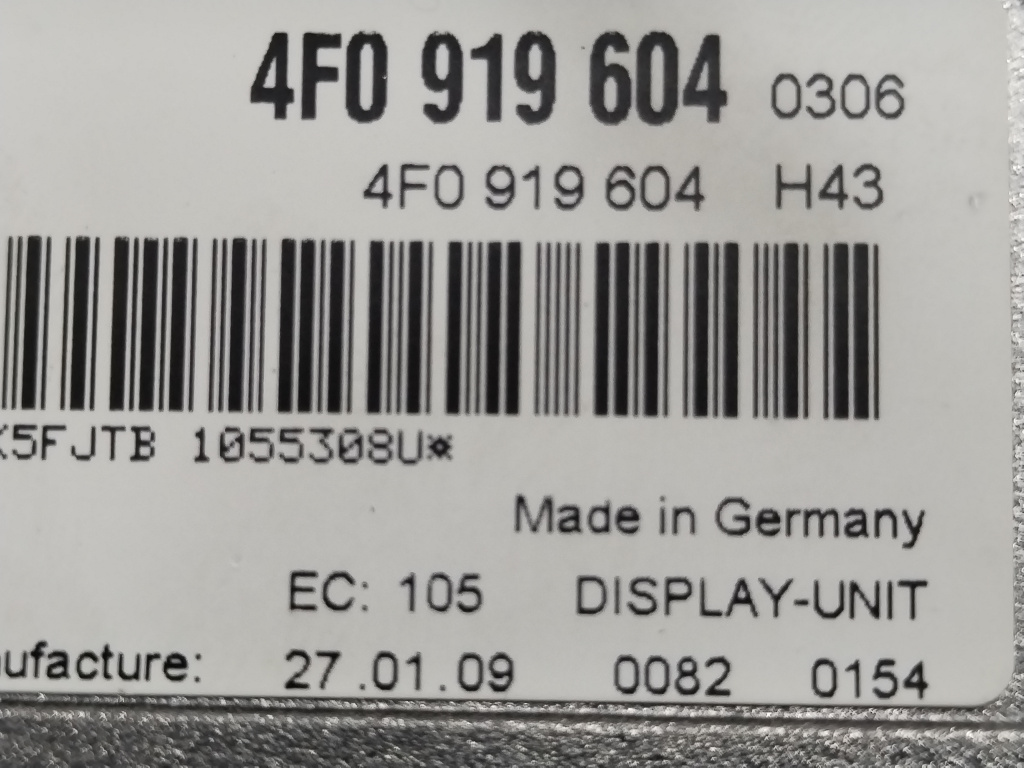 4F0 919 604 0306
4F0 919 604 H43
5FJTB 1055308U*
Made in Germany
EC: 105 DISPLAY-UNIT
ufacture: 27.01.09 0082 0154